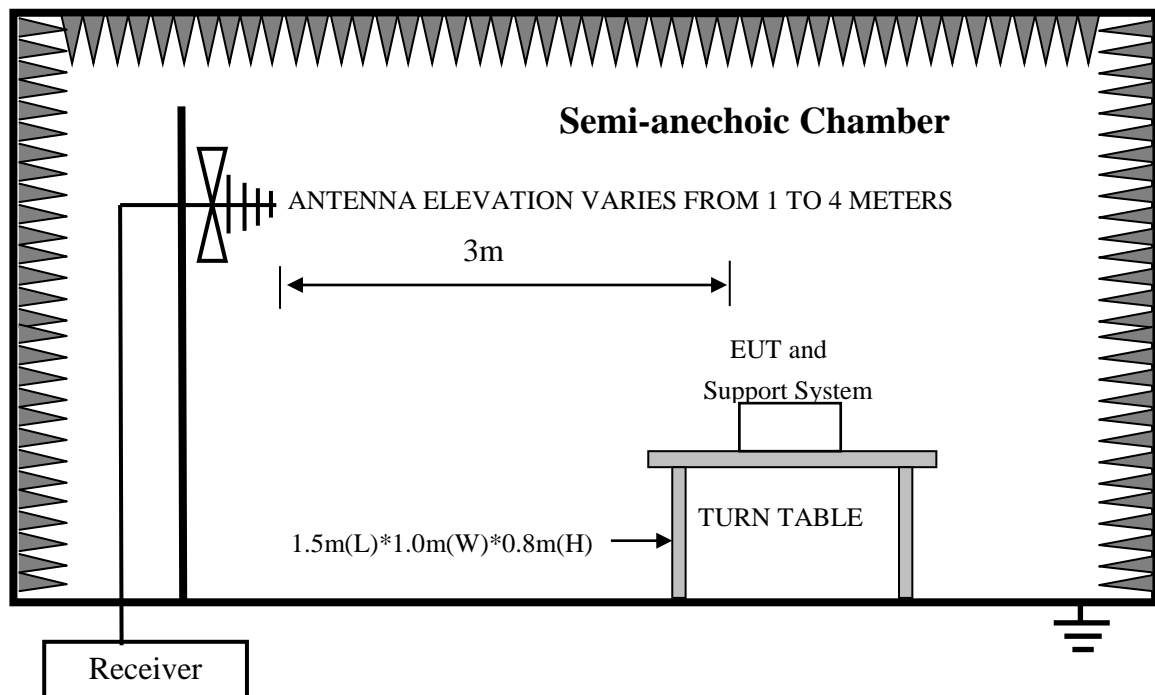 Semi-anechoic Chamber
ANTENNA ELEVATION VARIES FROM 1 TO 4 METERS
3m
EUT and
Support System
TURN TABLE
1.5m(L)*1.0m(W)*0.8m(H)
Receiver